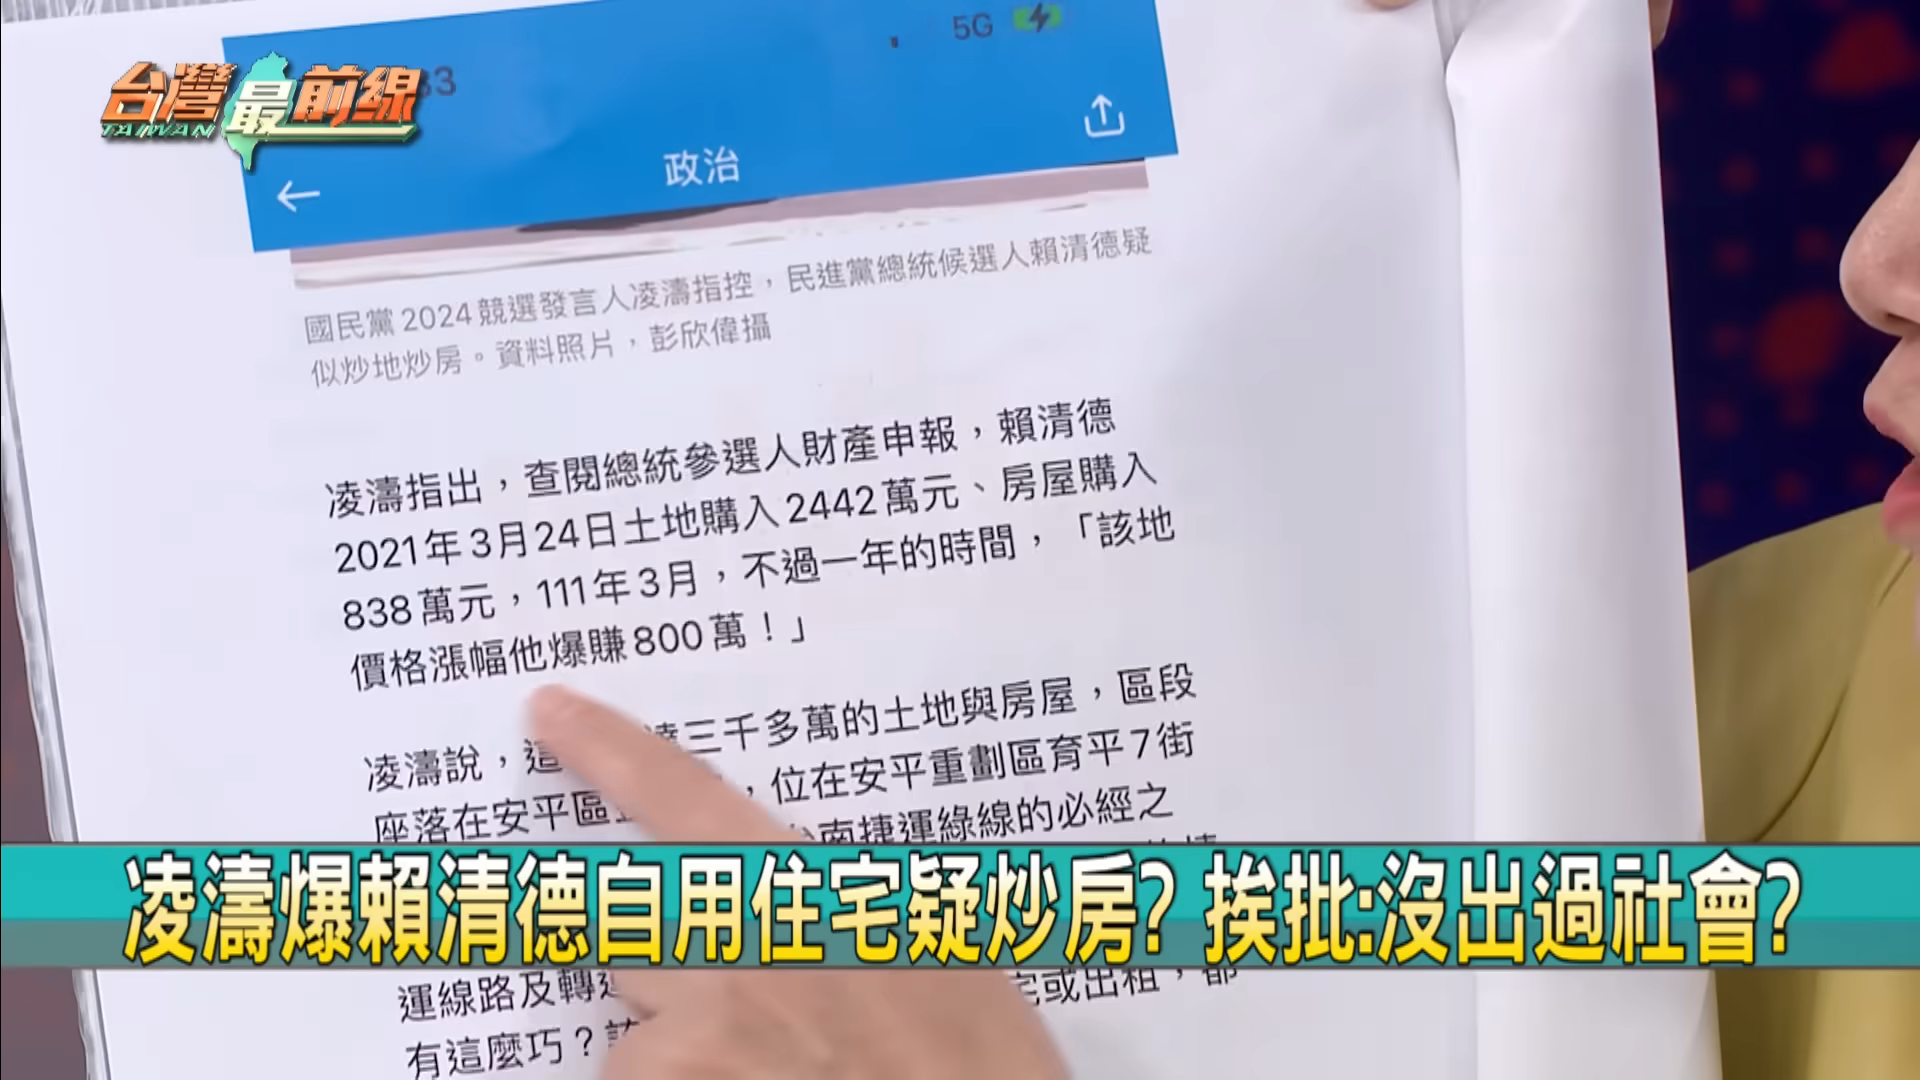 台灣最前線
TAIWAN
53
5G
政治
國民黨2024競選發言人凌濤指控，民進黨總統候選人賴清德疑
似炒地炒房。資料照片，彭欣偉攝
凌濤指出，查閱總統參選人財產申報，賴清德
2021年3月24日土地購入2442萬元、房屋購入
838萬元，111年3月，不過一年的時間，「該地
價格漲幅他爆賺800萬！」
凌濤說，這 達三千多萬的土地與房屋，區段
座落在安平區 ，位在安平重劃區育平7街
台南捷運綠線的必經之
凌濤爆賴清德自用住宅疑炒房? 挨批:沒出過社會?
運線路及轉運 宅或出租，都
有這麼巧？該